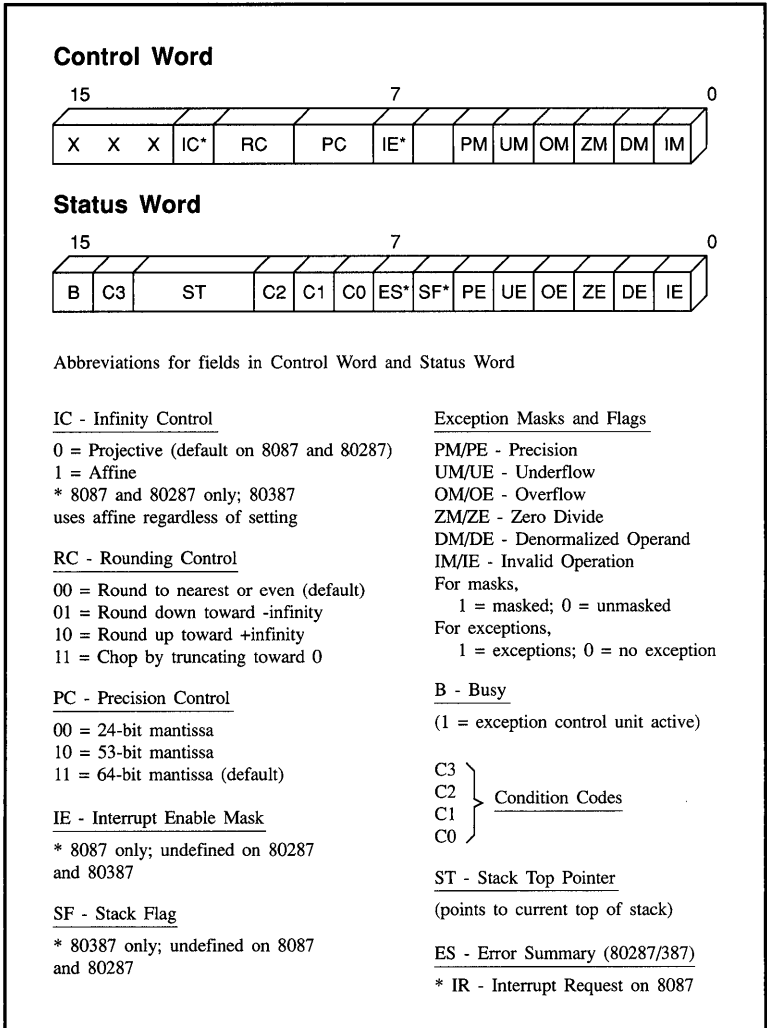 Control Word
15 7 0
X X X IC* RC PC IE* PM UM OM ZM DM IM
Status Word
15 7 0
B C3 ST C2 C1 C0 ES* SF* PE UE OE ZE DE IE
Abbreviations for fields in Control Word and Status Word
IC - Infinity Control
0 = Projective (default on 8087 and 80287)
1 = Affine
* 8087 and 80287 only; 80387
uses affine regardless of setting
RC - Rounding Control
00 = Round to nearest or even (default)
01 = Round down toward -infinity
10 = Round up toward +infinity
11 = Chop by truncating toward 0
PC - Precision Control
00 = 24-bit mantissa
10 = 53-bit mantissa
11 = 64-bit mantissa (default)
IE - Interrupt Enable Mask
* 8087 only; undefined on 80287
and 80387
SF - Stack Flag
* 80387 only; undefined on 8087
and 80287
Exception Masks and Flags
PM/PE - Precision
UM/UE - Underflow
OM/OE - Overflow
ZM/ZE - Zero Divide
DM/DE - Denormalized Operand
IM/IE - Invalid Operation
For masks,
1 = masked; 0 = unmasked
For exceptions,
1 = exceptions; 0 = no exception
B - Busy
(1 = exception control unit active)
C3
C2
C1
C0
Condition Codes
ST - Stack Top Pointer
(points to current top of stack)
ES - Error Summary (80287/387)
* IR - Interrupt Request on 8087